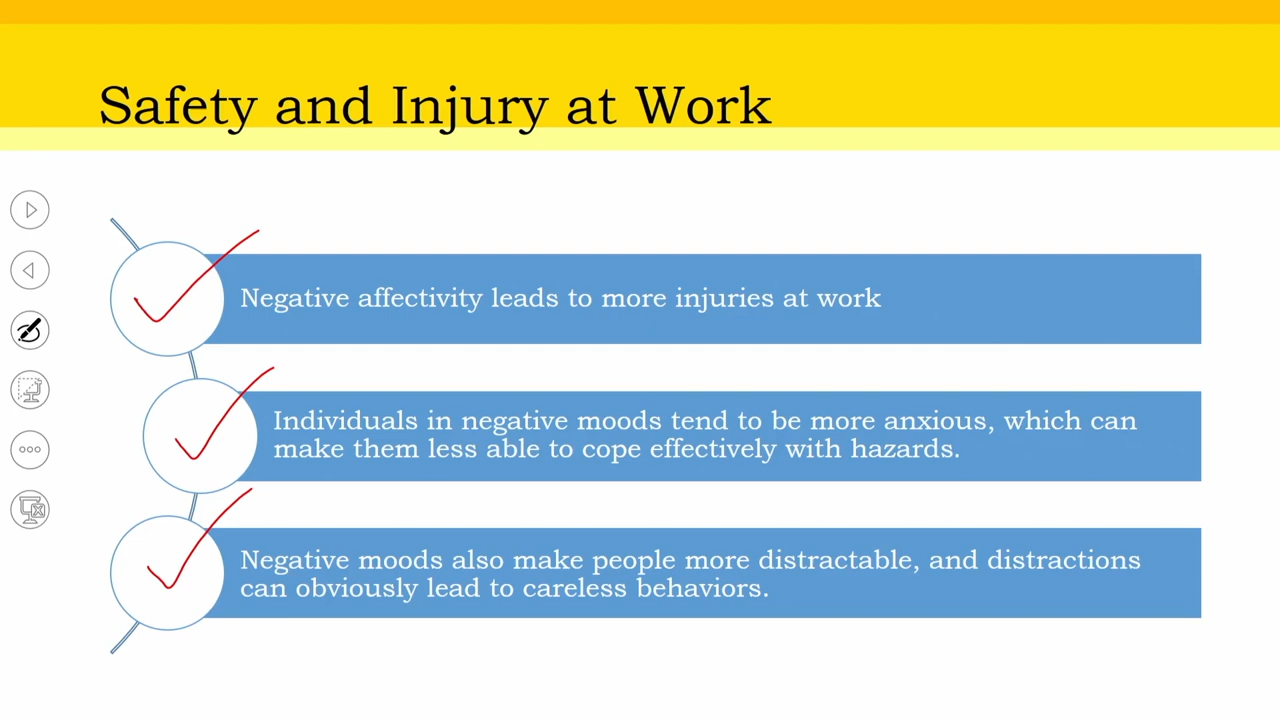 Safety and Injury at Work
Negative affectivity leads to more injuries at work
Individuals in negative moods tend to be more anxious, which can
make them less able to cope effectively with hazards.
Negative moods also make people more distractable, and distractions
can obviously lead to careless behaviors.